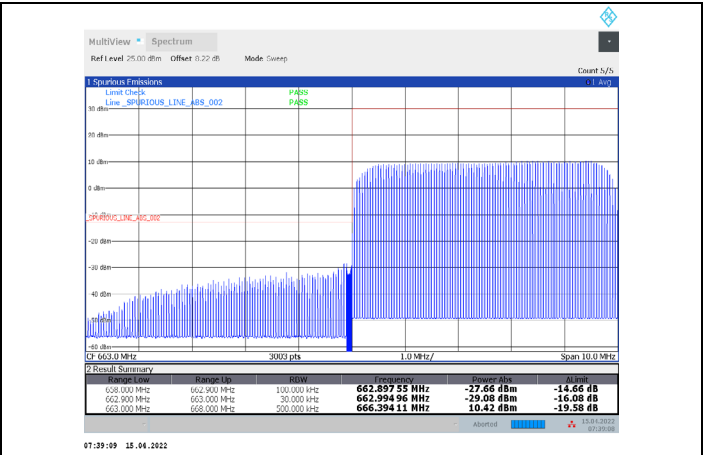 MultiView Spectrum
Ref Level 25.00 dBm Offset 8.22 dB Mode Sweep
Count 5/5
1 Spurious Emissions 1 Avg
Limit Check PASS
Line _SPURIOUS_LINE_ABS_002 PASS
30 dBm
20 dBm
10 dBm
0 dBm
_SPURIOUS_LINE_ABS_002
-20 dBm
-30 dBm
-40 dBm
-50 dBm
-60 dBm
CF 663.0 MHz 3003 pts 1.0 MHz/ Span 10.0 MHz
2 Result Summary
Range Low Range Up RBW Frequency Power Abs ΔLimit
658.000 MHz 662.900 MHz 100.000 kHz 662.897 55 MHz -27.66 dBm -14.66 dB
662.900 MHz 663.000 MHz 30.000 kHz 662.994 96 MHz -29.08 dBm -16.08 dB
663.000 MHz 668.000 MHz 500.000 kHz 666.394 11 MHz 10.42 dBm -19.58 dB
Aborted 15.04.2022
07:39:08
07:39:09 15.04.2022